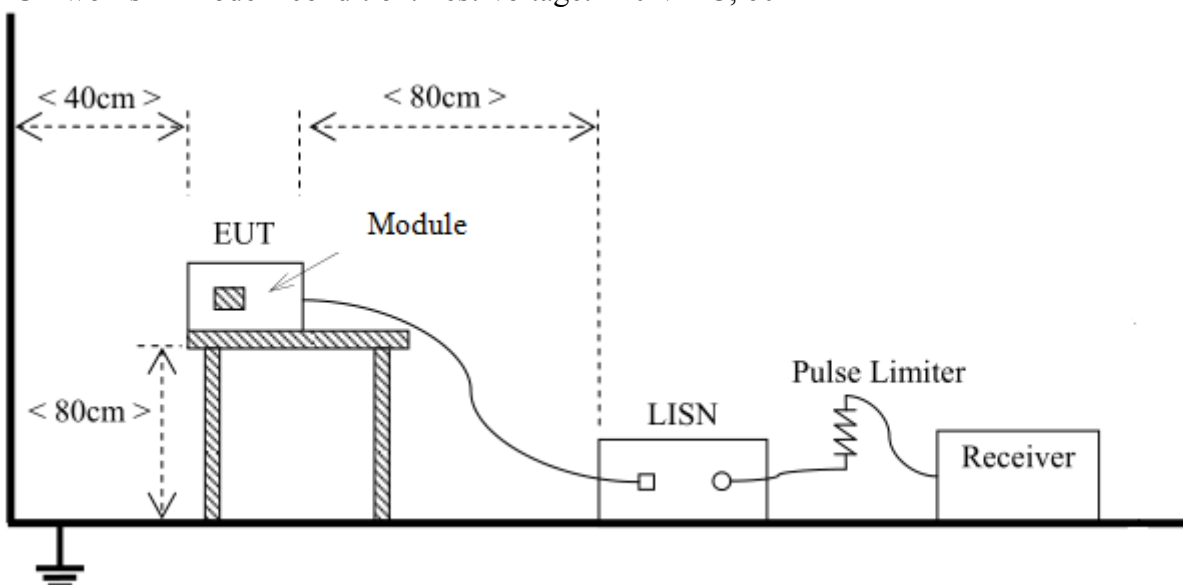 < 40cm >
< 80cm >
EUT
Module
< 80cm >
Pulse Limiter
LISN
Receiver